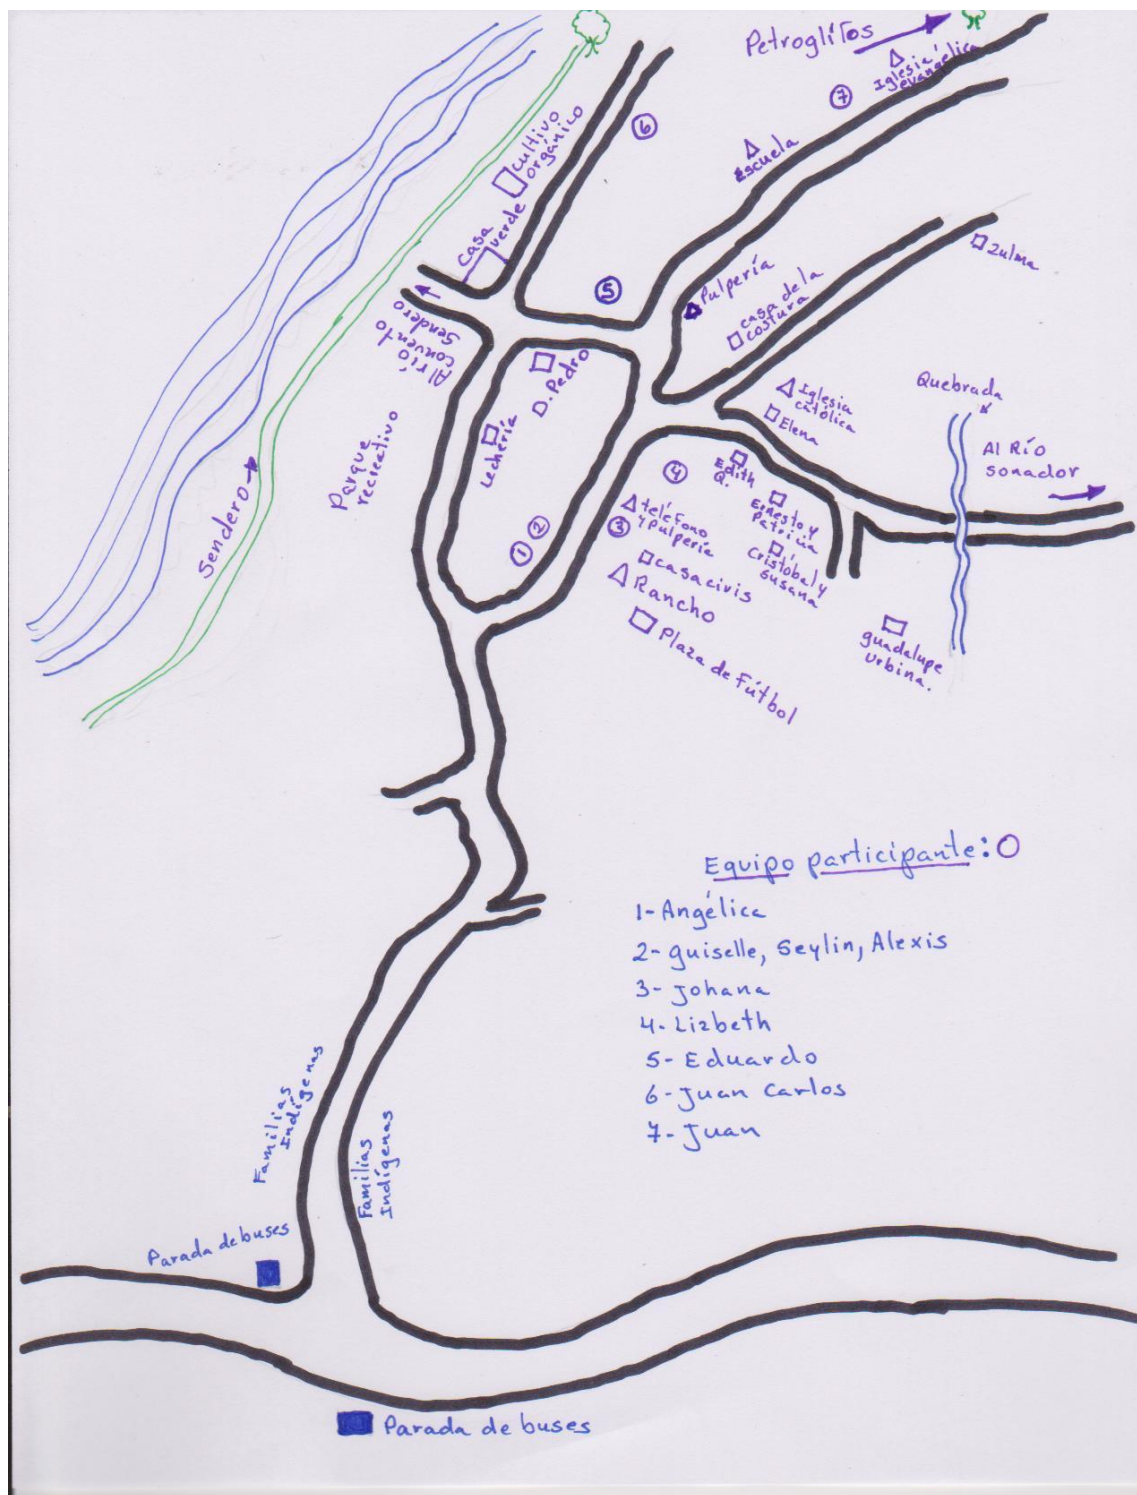 Petroglifos
Iglesia
evangélica
7
6
Escuela
Cultivo
orgánico
Casa
verde
Zulma
5
Pulpería
casa de la
costura
Al río
convento
Sendero
D. Pedro
Lechería
Parque
recreativo
Iglesia
católica
Elena
Quebrada
Al Río
sonador
Sendero
4
Edith
Q.
Ernesto y
Patricia
Cristóbal y
Susana
teléfono
y pulpería
3
2
1
casa civis
Rancho
Plaza de Fútbol
guadalupe
urbina.
Equipo participante: O
1- Angélica
2- guiselle, Seylin, Alexis
3- Johana
4- Lizbeth
5- Eduardo
6- Juan Carlos
7- Juan
Familias
Indígenas
Familias
Indígenas
Parada de buses
Parada de buses